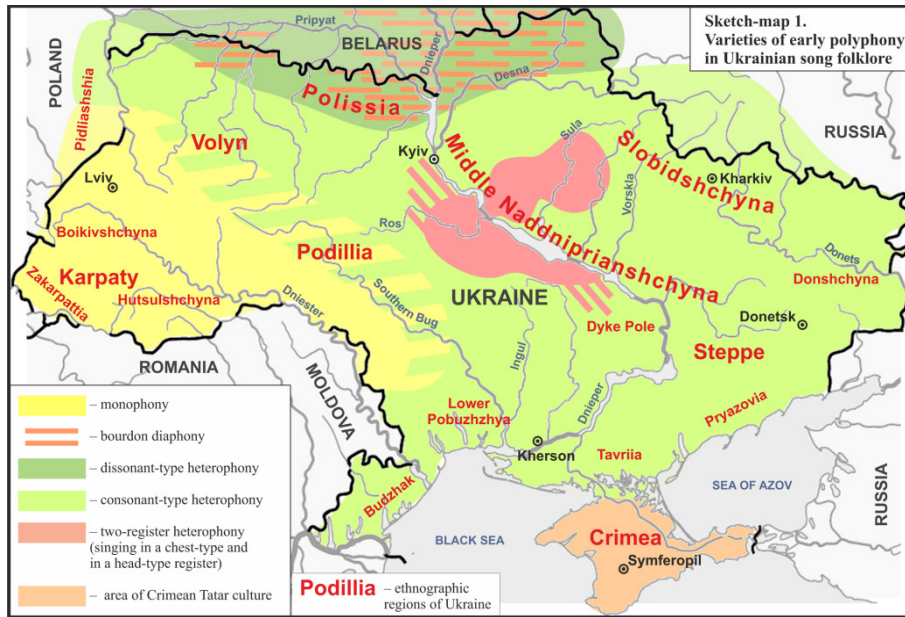 Sketch-map 1.
Varieties of early polyphony
in Ukrainian song folklore
POLAND
Pripyat
BELARUS
Dnieper
Desna
Polissia
Pidliashshia
Volyn
RUSSIA
Kyiv
Middle Naddniprianshchyna
Sula
Slobidshchyna
Lviv
Kharkiv
Vorskla
Boikivshchyna
Ros
Podillia
Donets
Karpaty
Zakarpattia
Hutsulshchyna
Dniester
Southern Bug
UKRAINE
Donshchyna
Dyke Pole
Donetsk
Steppe
ROMANIA
MOLDOVA
Ingul
Dnieper
Lower
Pobuzhzhya
Pryazovia
Kherson
Tavriia
SEA OF AZOV
RUSSIA
Budzhak
BLACK SEA
Crimea
Symferopil
– monophony
– bourdon diaphony
– dissonant-type heterophony
– consonant-type heterophony
– two-register heterophony
(singing in a chest-type and
in a head-type register)
– area of Crimean Tatar culture
Podillia – ethnographic
regions of Ukraine